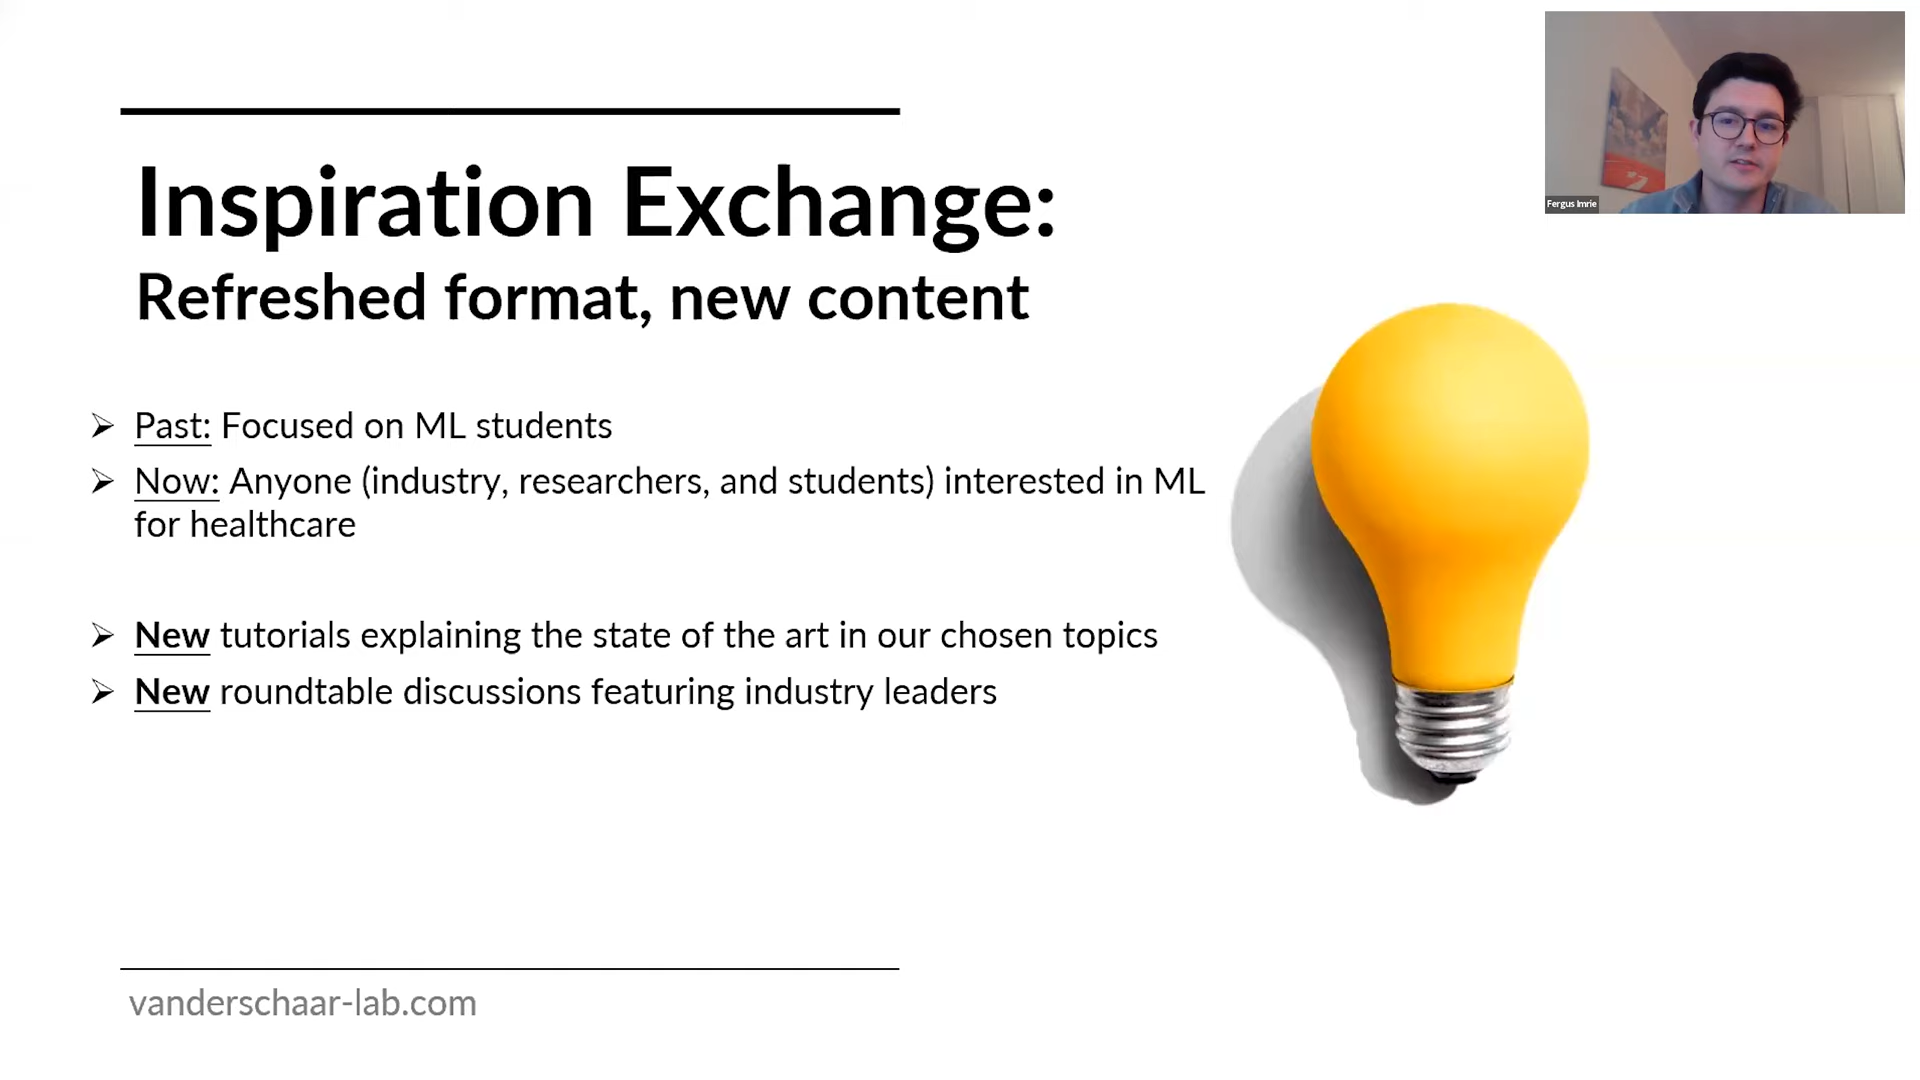 Inspiration Exchange:
Refreshed format, new content
Past: Focused on ML students
Now: Anyone (industry, researchers, and students) interested in ML
for healthcare
New tutorials explaining the state of the art in our chosen topics
New roundtable discussions featuring industry leaders
vanderschaar-lab.com
Fergus Imrie